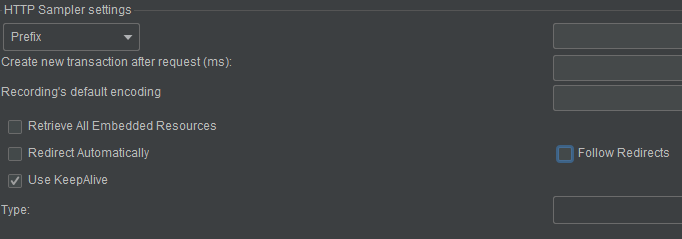 HTTP Sampler settings
Prefix
Create new transaction after request (ms):
Recording's default encoding
Retrieve All Embedded Resources
Redirect Automatically
Follow Redirects
Use KeepAlive
Type: